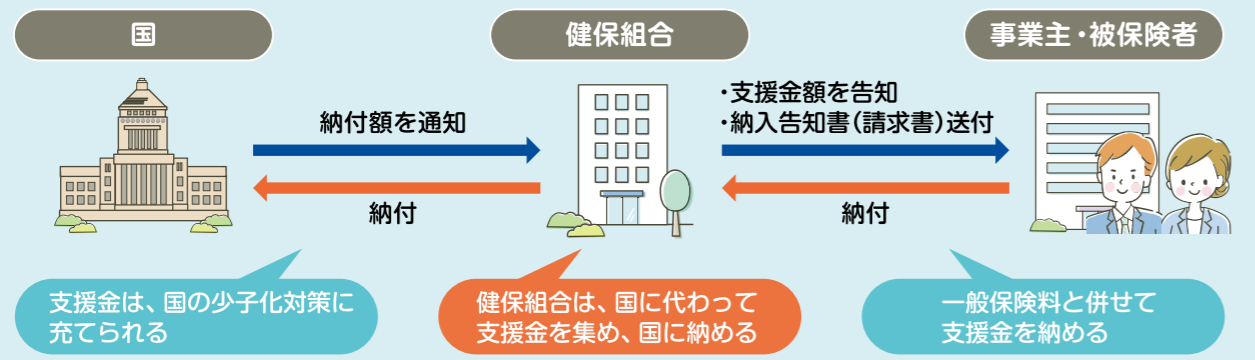 国
健保組合
事業主・被保険者
納付額を通知
納付
・支援金額を告知
・納入告知書(請求書)送付
納付
支援金は、国の少子化対策に
充てられる
健保組合は、国に代わって
支援金を集め、国に納める
一般保険料と併せて
支援金を納める